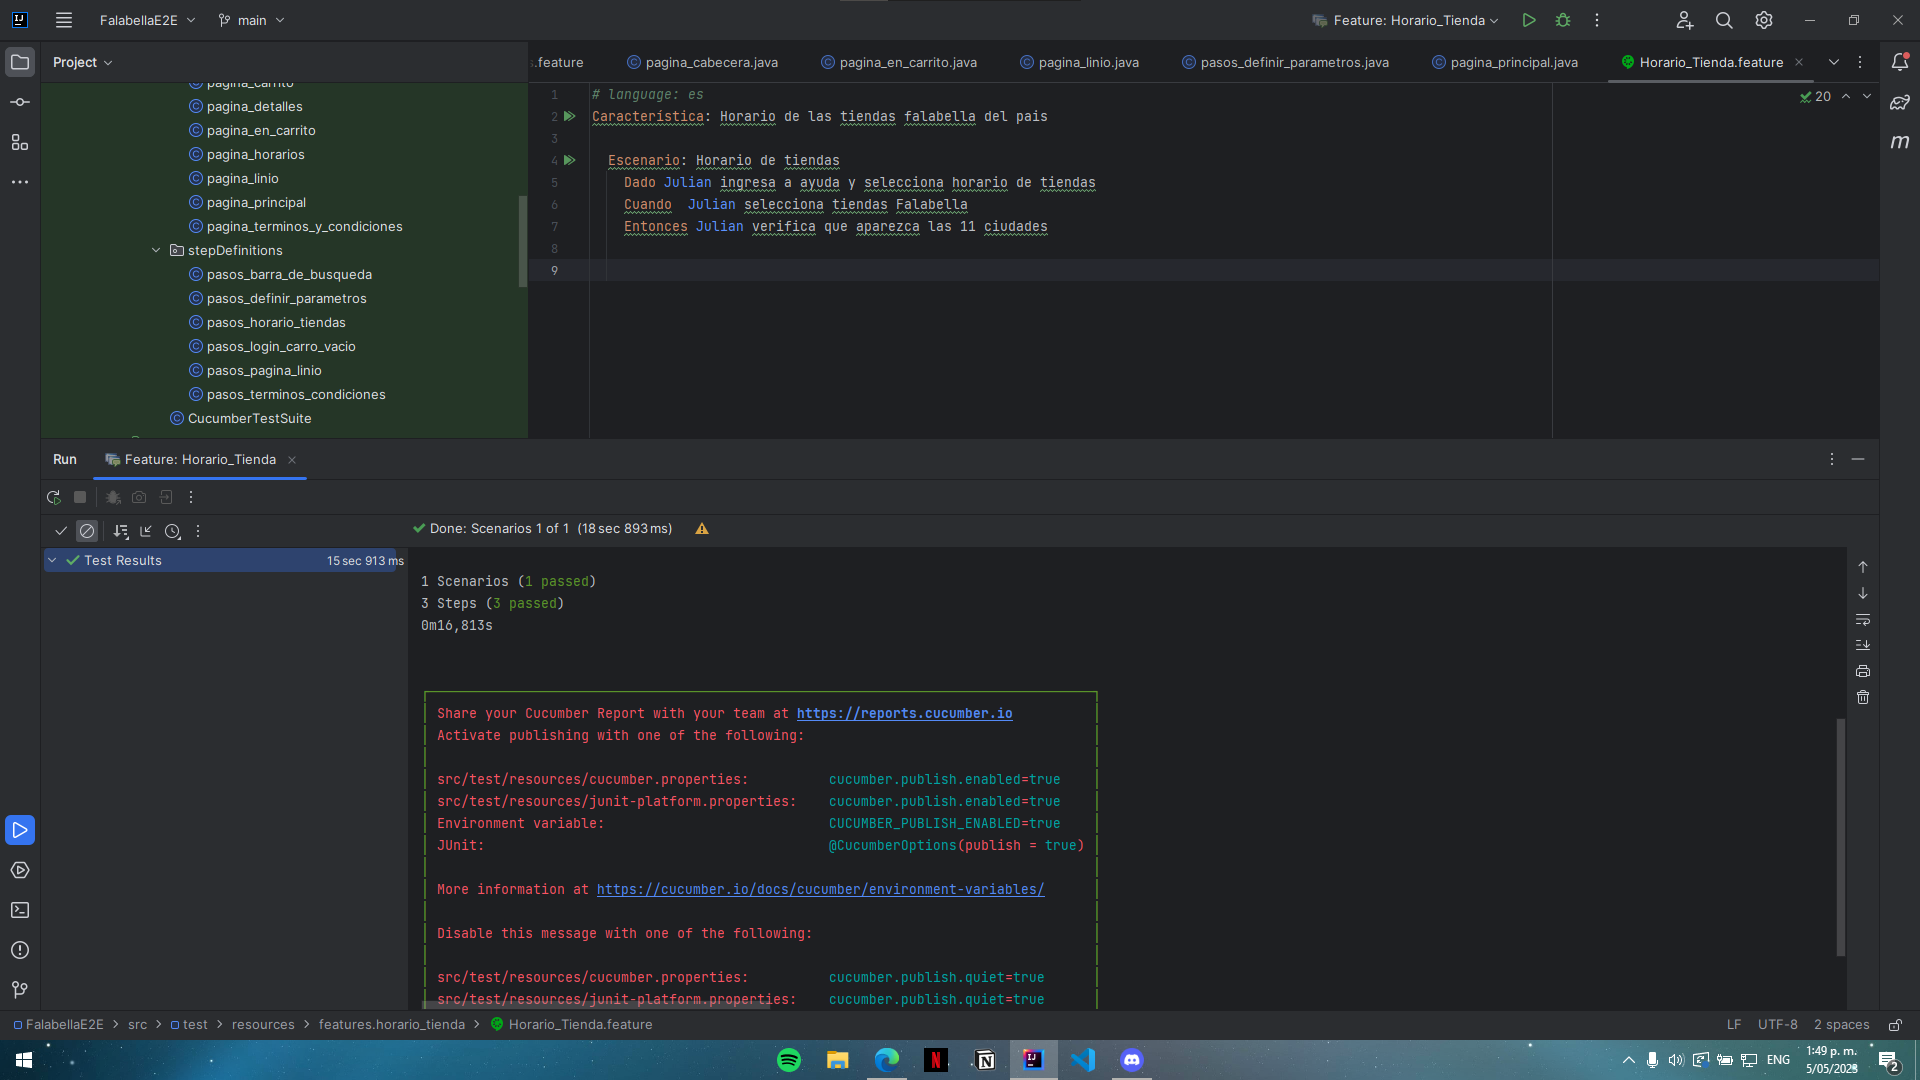 FalabellaE2E
main
Feature: Horario_Tienda
Project
.feature
pagina_cabecera.java
pagina_en_carrito.java
pagina_linio.java
pasos_definir_parametros.java
pagina_principal.java
Horario_Tienda.feature
pagina_carrito
pagina_detalles
pagina_en_carrito
pagina_horarios
pagina_linio
pagina_principal
pagina_terminos_y_condiciones
stepDefinitions
pasos_barra_de_busqueda
pasos_definir_parametros
pasos_horario_tiendas
pasos_login_carro_vacio
pasos_pagina_linio
pasos_terminos_condiciones
CucumberTestSuite
20
1 # language: es
2 Característica: Horario de las tiendas falabella del pais
3
4 Escenario: Horario de tiendas
5 Dado Julian ingresa a ayuda y selecciona horario de tiendas
6 Cuando  Julian selecciona tiendas Falabella
7 Entonces Julian verifica que aparezca las 11 ciudades
8
9
Run
Feature: Horario_Tienda
Done: Scenarios 1 of 1 (18 sec 893 ms)
Test Results 15 sec 913 ms
1 Scenarios (1 passed)
3 Steps (3 passed)
0m16,813s
Share your Cucumber Report with your team at https://reports.cucumber.io
Activate publishing with one of the following:
src/test/resources/cucumber.properties: cucumber.publish.enabled=true
src/test/resources/junit-platform.properties: cucumber.publish.enabled=true
Environment variable: CUCUMBER_PUBLISH_ENABLED=true
JUnit: @CucumberOptions(publish = true)
More information at https://cucumber.io/docs/cucumber/environment-variables/
Disable this message with one of the following:
src/test/resources/cucumber.properties: cucumber.publish.quiet=true
src/test/resources/junit-platform.properties: cucumber.publish.quiet=true
FalabellaE2E > src > test > resources > features.horario_tienda > Horario_Tienda.feature
LF
UTF-8
2 spaces
ENG
1:49 p. m.
5/05/2023
2